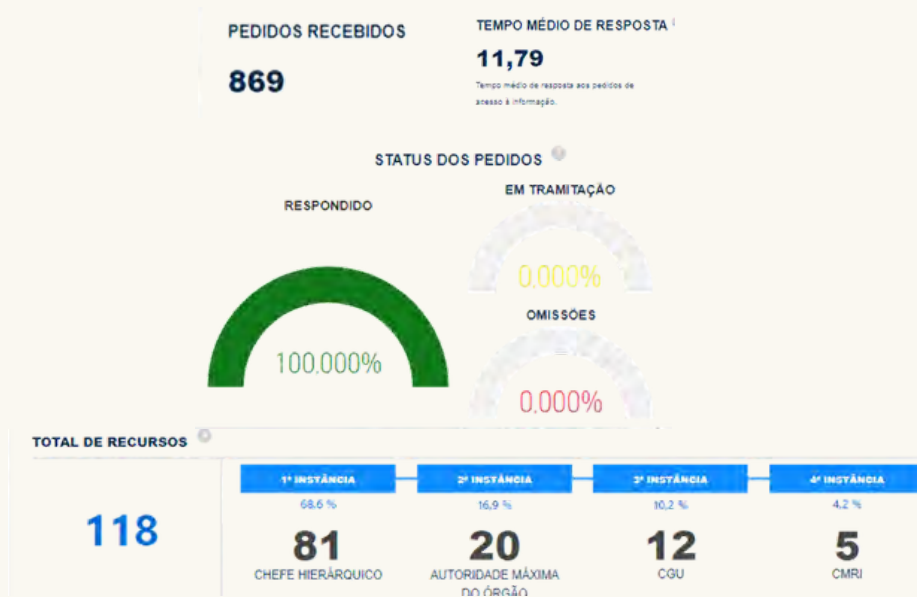 PEDIDOS RECEBIDOS
869
TEMPO MÉDIO DE RESPOSTA
11,79
Tempo médio de resposta aos pedidos de
acesso à informação.
STATUS DOS PEDIDOS
RESPONDIDO
100,000%
EM TRAMITAÇÃO
0,000%
OMISSÕES
0,000%
TOTAL DE RECURSOS
118
1ª INSTÂNCIA
68,6 %
81
CHEFE HIERÁRQUICO
2ª INSTÂNCIA
16,9 %
20
AUTORIDADE MÁXIMA
DO ÓRGÃO
3ª INSTÂNCIA
10,2 %
12
CGU
4ª INSTÂNCIA
4,2 %
5
CMRI